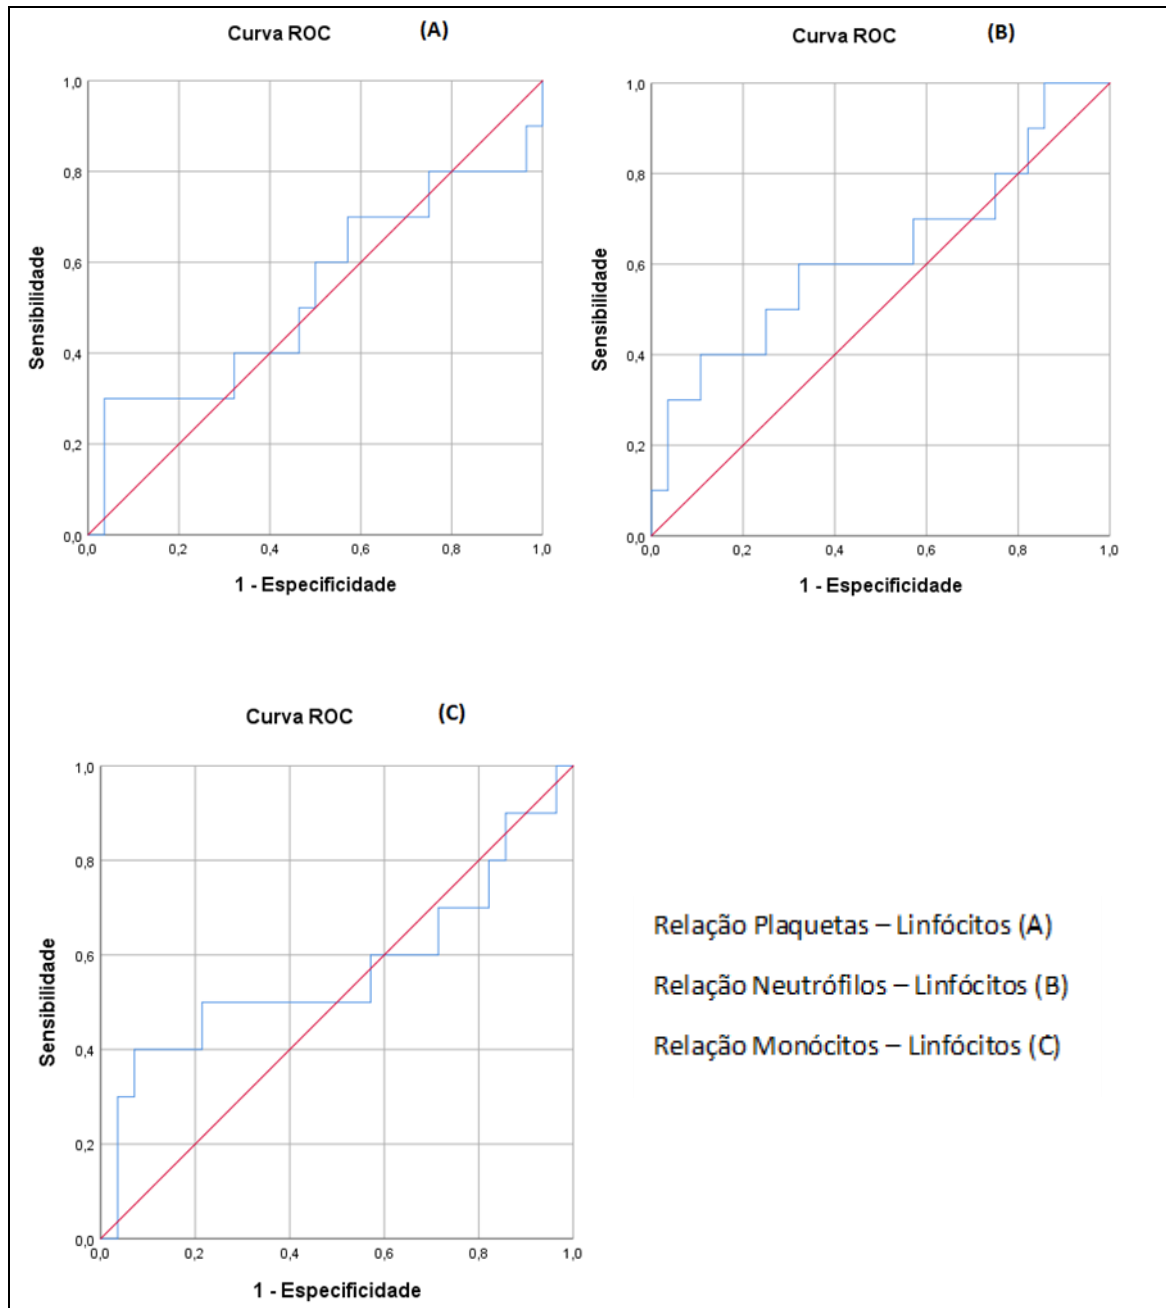 Curva ROC (A)
Sensibilidade
1,0
0,8
0,6
0,4
0,2
0,0
0,0 0,2 0,4 0,6 0,8 1,0
1 - Especificidade
Curva ROC (B)
Sensibilidade
1,0
0,8
0,6
0,4
0,2
0,0
0,0 0,2 0,4 0,6 0,8 1,0
1 - Especificidade
Curva ROC (C)
Sensibilidade
1,0
0,8
0,6
0,4
0,2
0,0
0,0 0,2 0,4 0,6 0,8 1,0
1 - Especificidade
Relação Plaquetas – Linfócitos (A)
Relação Neutrófilos – Linfócitos (B)
Relação Monócitos – Linfócitos (C)